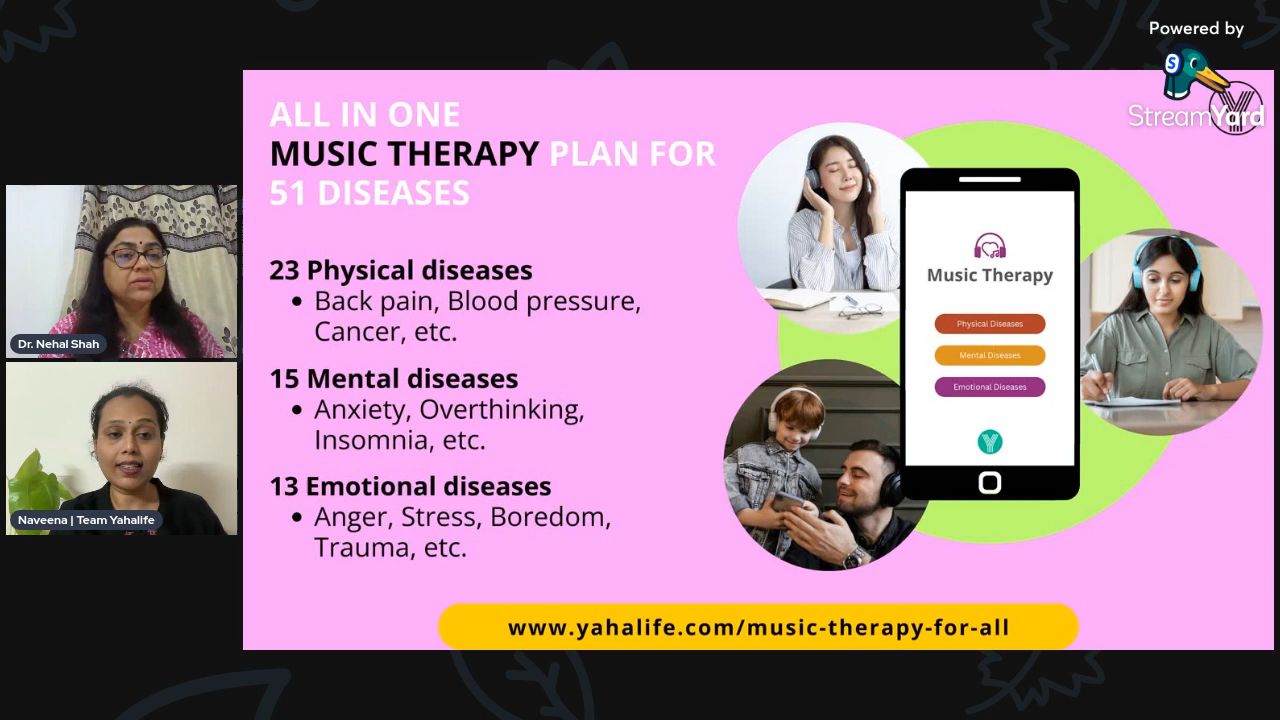 Powered by
S
StreamYard
ALL IN ONE
MUSIC THERAPY PLAN FOR
51 DISEASES
23 Physical diseases
• Back pain, Blood pressure,
Cancer, etc.
15 Mental diseases
• Anxiety, Overthinking,
Insomnia, etc.
13 Emotional diseases
• Anger, Stress, Boredom,
Trauma, etc.
Music Therapy
Physical Diseases
Mental Diseases
Emotional Diseases
www.yahalife.com/music-therapy-for-all
Dr. Nehal Shah
Naveena | Team Yahalife